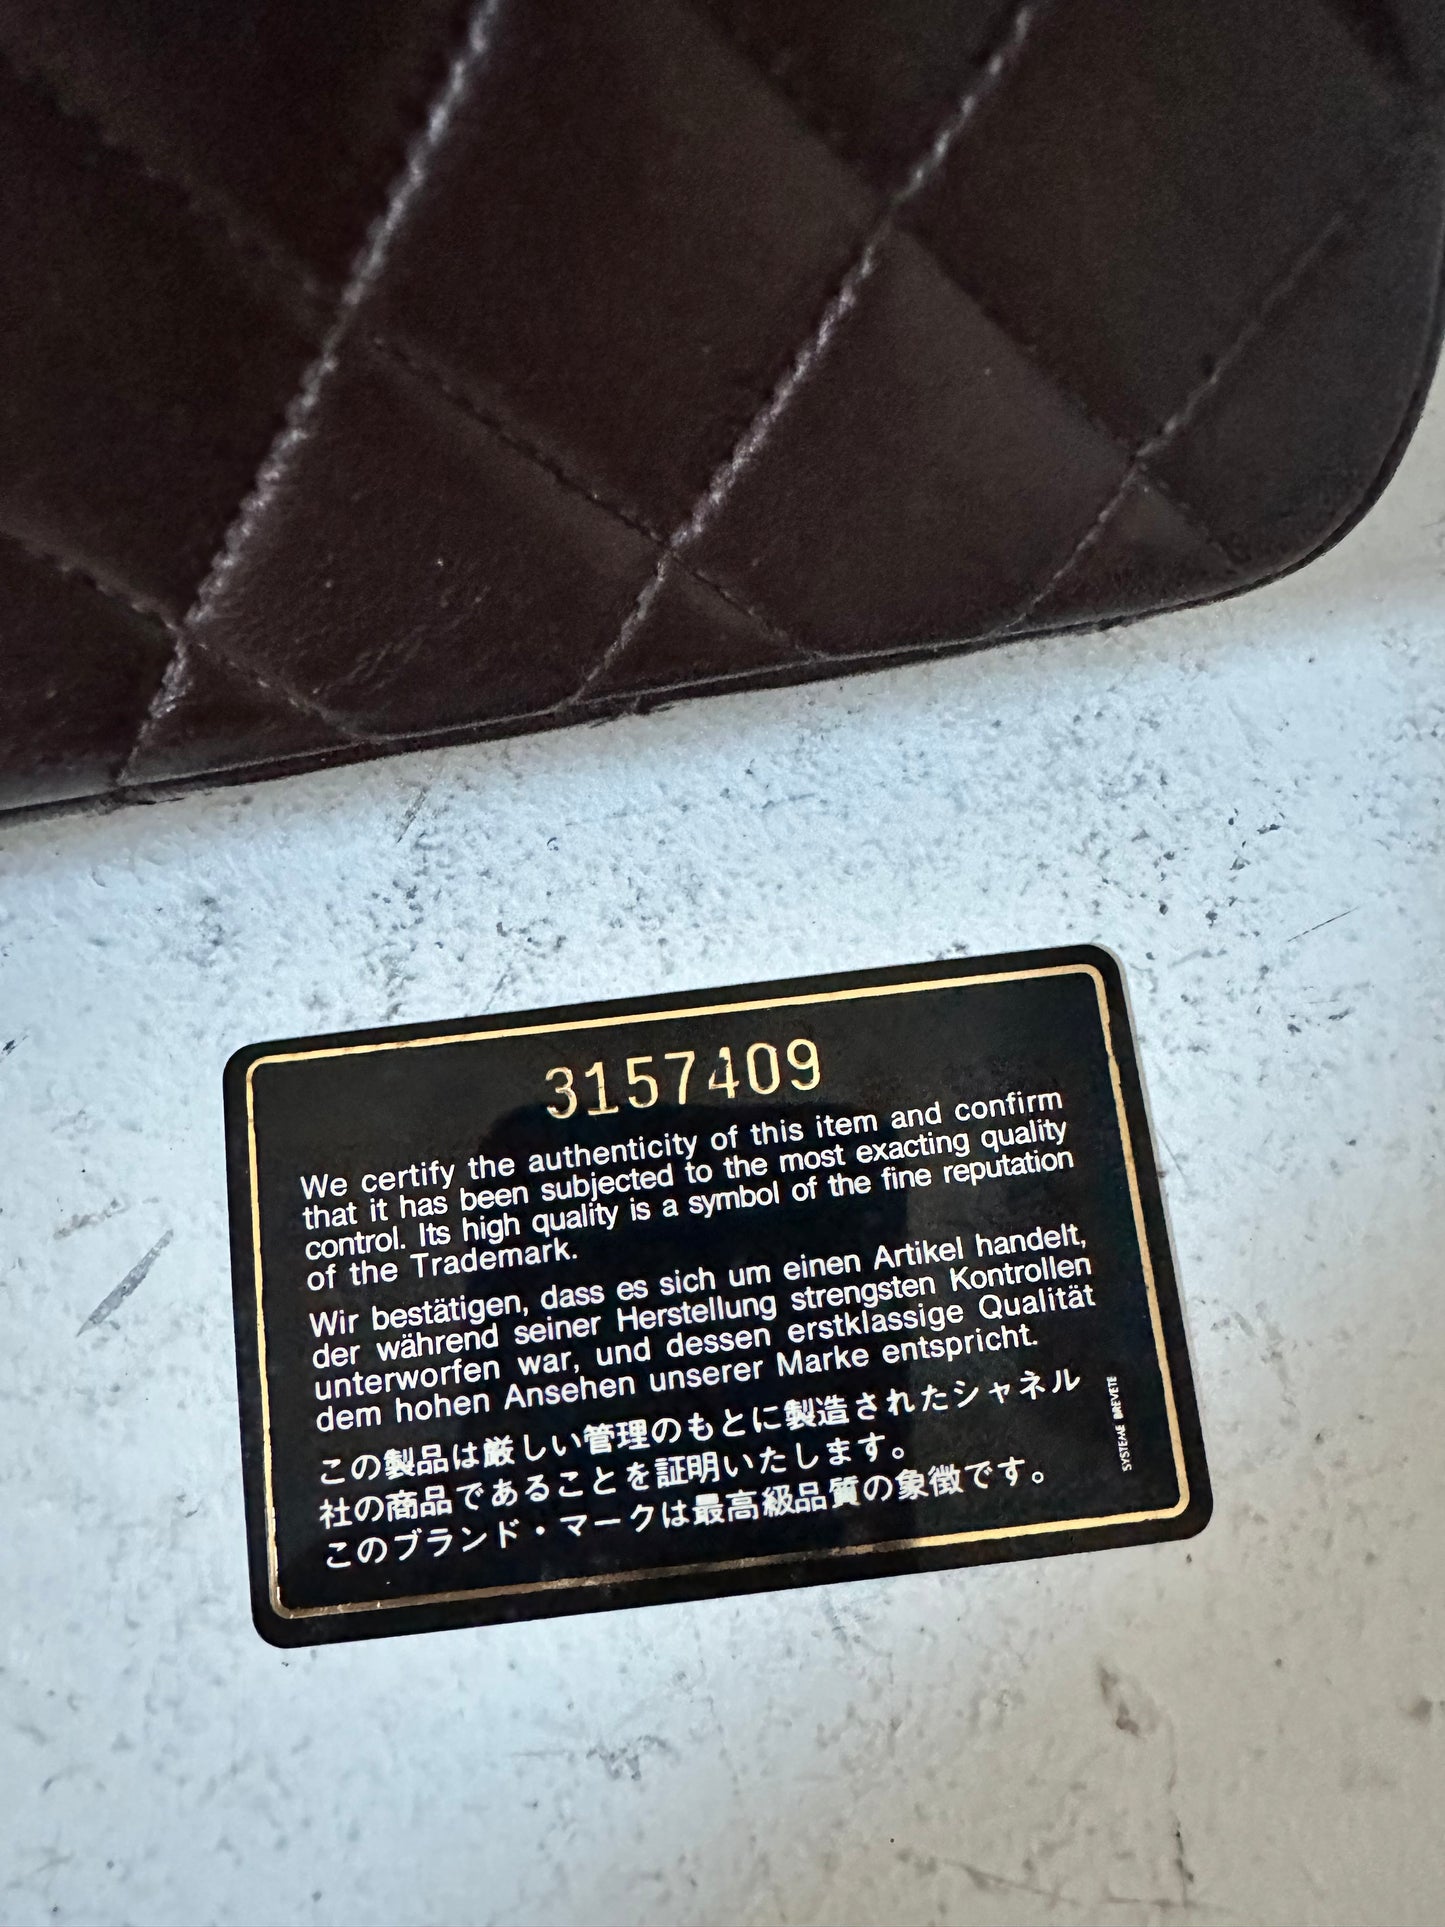 3157409
We certify the authenticity of this item and confirm
that it has been subjected to the most exacting quality
control. Its high quality is a symbol of the fine reputation
of the Trademark.
Wir bestätigen, dass es sich um einen Artikel handelt,
der während seiner Herstellung strengsten Kontrollen
unterworfen war, und dessen erstklassige Qualität
dem hohen Ansehen unserer Marke entspricht.
この製品は厳しい管理のもとに製造されたシャネル
社の商品であることを証明いたします。
このブランド・マークは最高級品質の象徴です。
SYSTEME BREVETE